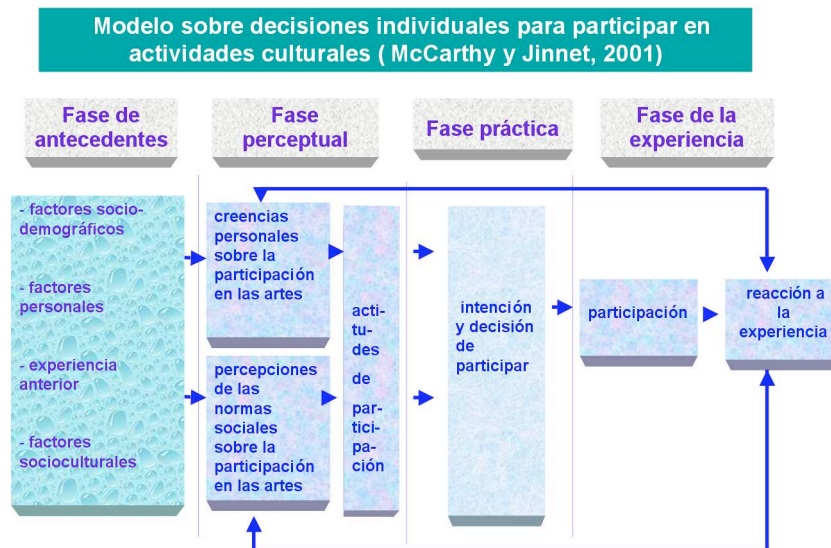 Modelo sobre decisiones individuales para participar en
actividades culturales ( McCarthy y Jinnet, 2001)
Fase de
antecedentes
Fase
perceptual
Fase práctica
Fase de la
experiencia
- factores socio-
demográficos
- factores
personales
- experiencia
anterior
- factores
socioculturales
creencias
personales
sobre la
participación
en las artes
percepciones
de las
normas
sociales
sobre la
participación
en las artes
acti-
tu-
des
de
par-
tici-
pa-
ción
intención
y decisión
de
participar
participación
reacción a
la
experiencia